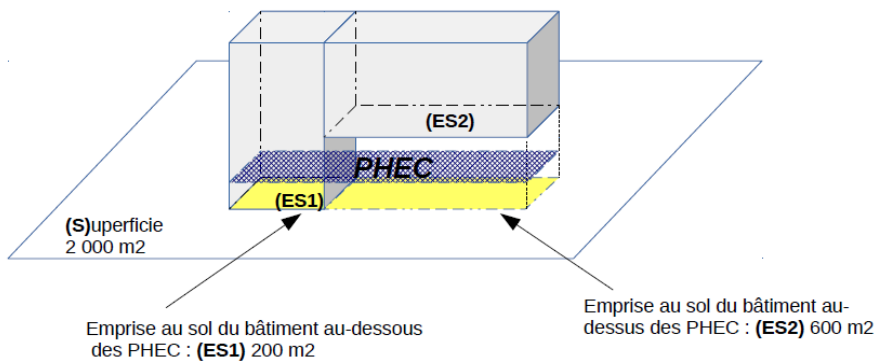 (ES2)
PHEC
(ES1)
(S)uperficie
2 000 m2
Emprise au sol du bâtiment au-dessous
des PHEC : (ES1) 200 m2
Emprise au sol du bâtiment au-
dessus des PHEC : (ES2) 600 m2